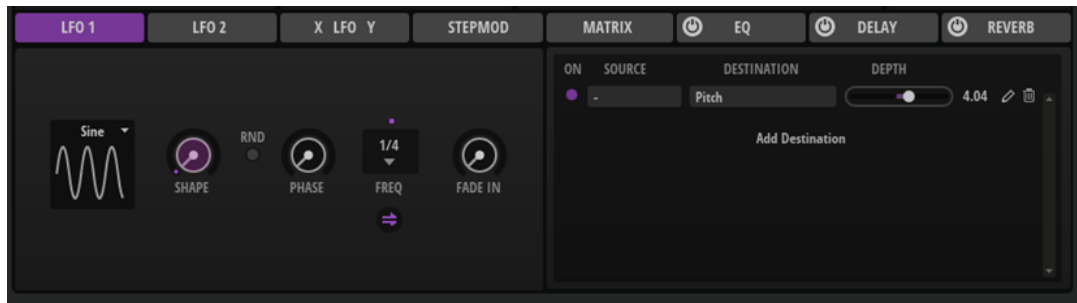 LFO 1 LFO 2 X LFO Y STEPMOD MATRIX EQ DELAY REVERB
ON SOURCE DESTINATION DEPTH
- Pitch 4.04
Sine RND 1/4 Add Destination
SHAPE PHASE FREQ FADE IN